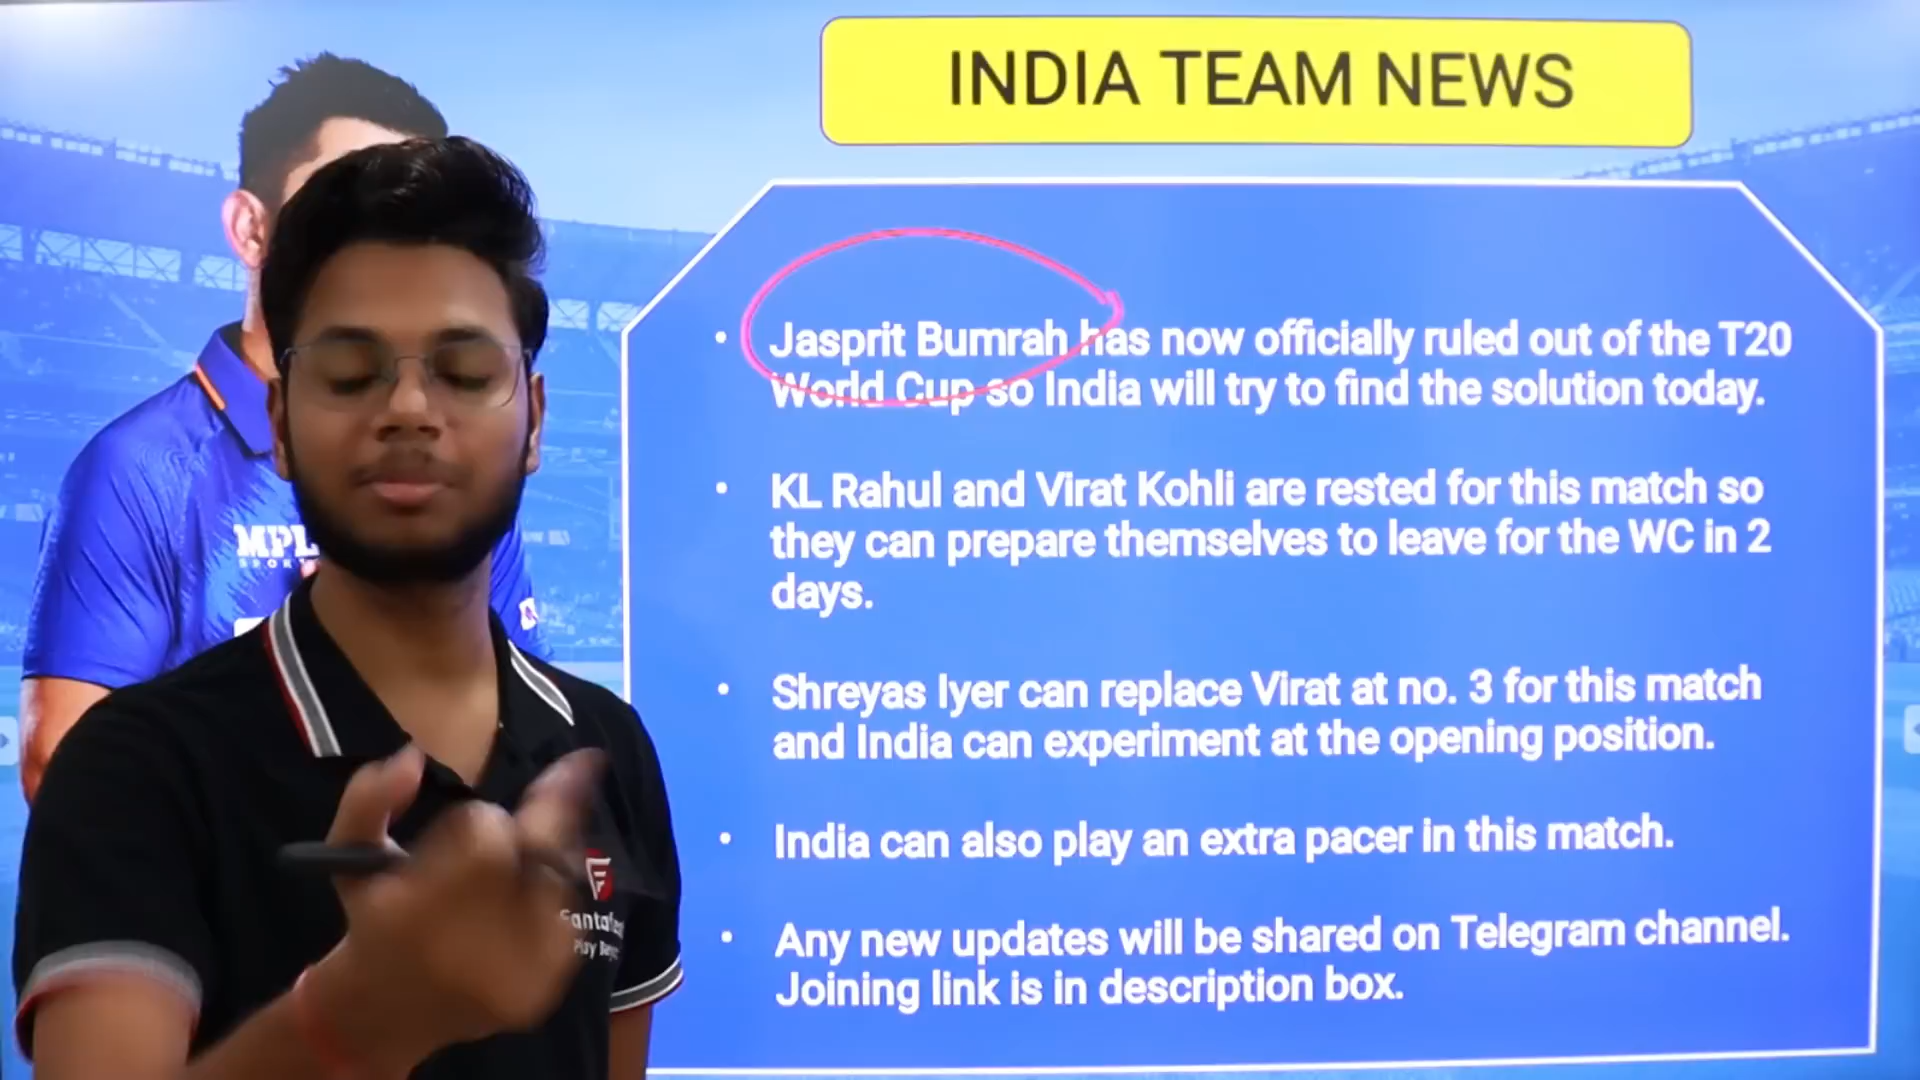 INDIA TEAM NEWS
• Jasprit Bumrah has now officially ruled out of the T20
World Cup so India will try to find the solution today.
• KL Rahul and Virat Kohli are rested for this match so
they can prepare themselves to leave for the WC in 2
days.
• Shreyas Iyer can replace Virat at no. 3 for this match
and India can experiment at the opening position.
• India can also play an extra pacer in this match.
• Any new updates will be shared on Telegram channel.
Joining link is in description box.
MPL